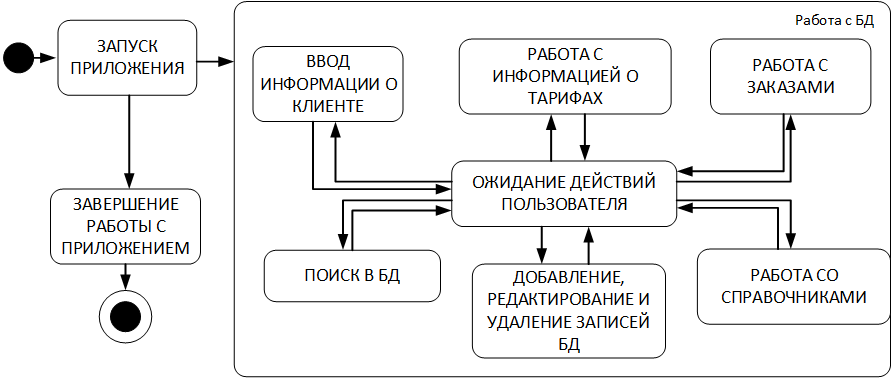 Работа с БД
ЗАПУСК
ПРИЛОЖЕНИЯ
ВВОД
ИНФОРМАЦИИ О
КЛИЕНТЕ
РАБОТА С
ИНФОРМАЦИЕЙ О
ТАРИФАХ
РАБОТА С
ЗАКАЗАМИ
ОЖИДАНИЕ ДЕЙСТВИЙ
ПОЛЬЗОВАТЕЛЯ
ЗАВЕРШЕНИЕ
РАБОТЫ С
ПРИЛОЖЕНИЕМ
ПОИСК В БД
ДОБАВЛЕНИЕ,
РЕДАКТИРОВАНИЕ И
УДАЛЕНИЕ ЗАПИСЕЙ
БД
РАБОТА СО
СПРАВОЧНИКАМИ